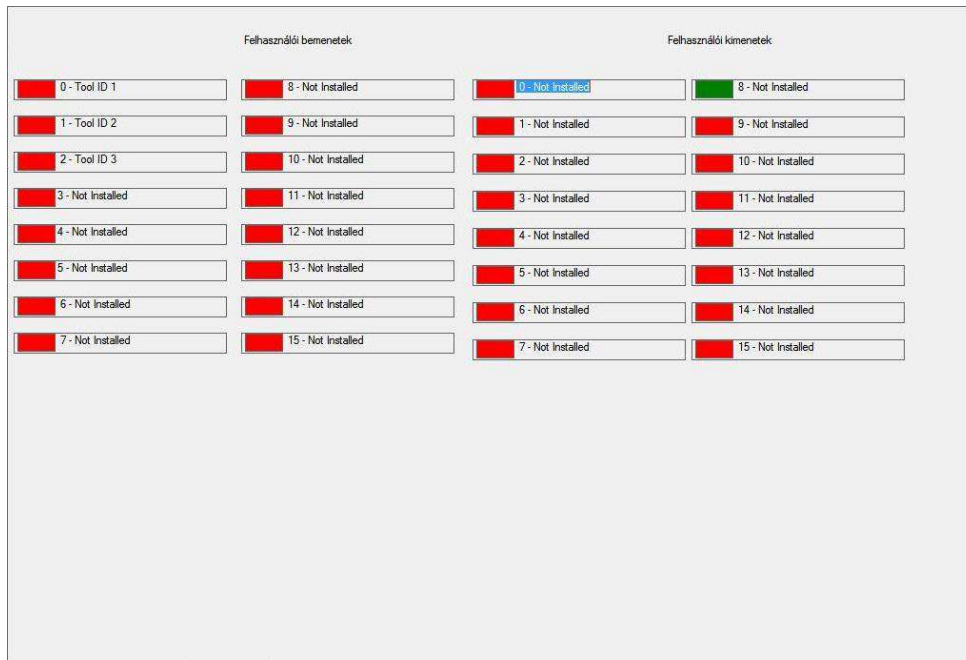 Felhasználói bemenetek
Felhasználói kimenetek
0 - Tool ID 1
1 - Tool ID 2
2 - Tool ID 3
3 - Not Installed
4 - Not Installed
5 - Not Installed
6 - Not Installed
7 - Not Installed
8 - Not Installed
9 - Not Installed
10 - Not Installed
11 - Not Installed
12 - Not Installed
13 - Not Installed
14 - Not Installed
15 - Not Installed
0 - Not Installed
1 - Not Installed
2 - Not Installed
3 - Not Installed
4 - Not Installed
5 - Not Installed
6 - Not Installed
7 - Not Installed
8 - Not Installed
9 - Not Installed
10 - Not Installed
11 - Not Installed
12 - Not Installed
13 - Not Installed
14 - Not Installed
15 - Not Installed